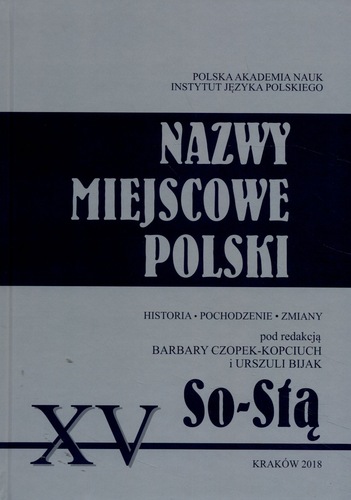 POLSKA AKADEMIA NAUK
INSTYTUT JĘZYKA POLSKIEGO
NAZWY
MIEJSCOWE
POLSKI
HISTORIA • POCHODZENIE • ZMIANY
pod redakcją
BARBARY CZOPEK-KOPCIUCH
i URSZULI BIJAK
So-Stą
XV
KRAKÓW 2018